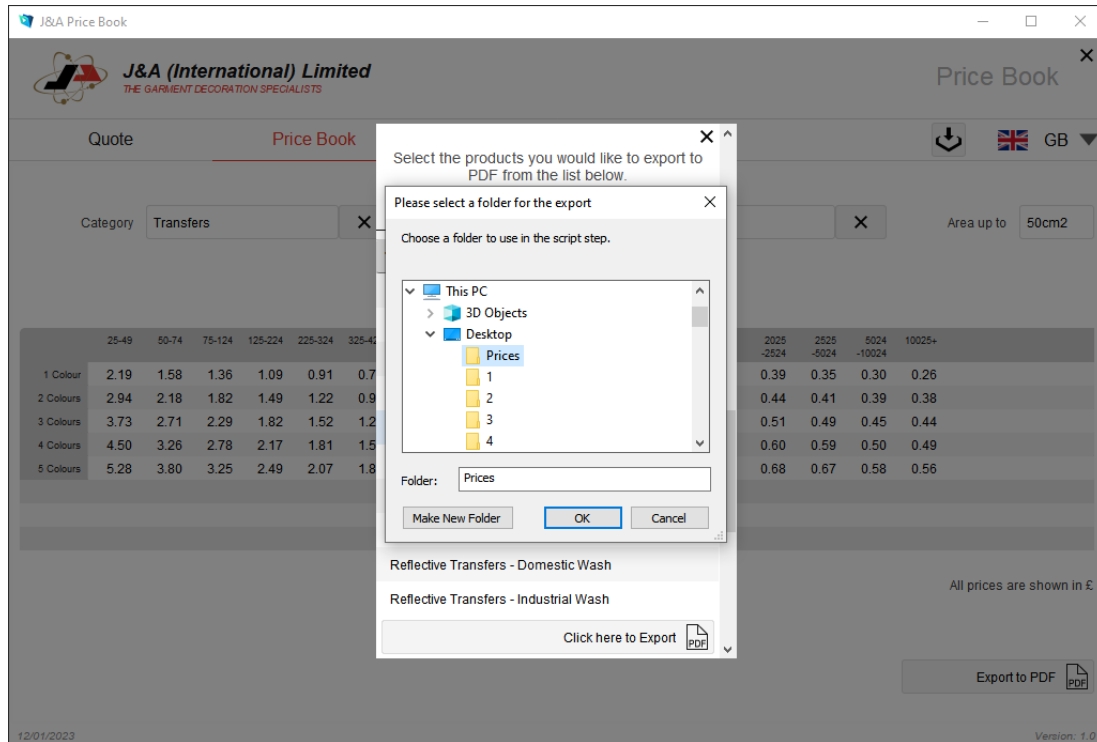 J&A Price Book
J&A (International) Limited
THE GARMENT DECORATION SPECIALISTS
Price Book
Quote
Price Book
GB
Select the products you would like to export to
PDF from the list below.
Category
Transfers
Area up to
50cm2
Please select a folder for the export
Choose a folder to use in the script step.
This PC
3D Objects
Desktop
Prices
1
2
3
4
Folder:
Prices
Make New Folder
OK
Cancel
25-49 50-74 75-124 125-224 225-324 2025 -2524 2525 -5024 5024 -10024 10025+
1 Colour 2.19 1.58 1.36 1.09 0.91 0.39 0.35 0.30 0.26
2 Colours 2.94 2.18 1.82 1.49 1.22 0.44 0.41 0.39 0.38
3 Colours 3.73 2.71 2.29 1.82 1.52 0.51 0.49 0.45 0.44
4 Colours 4.50 3.26 2.78 2.17 1.81 0.60 0.59 0.50 0.49
5 Colours 5.28 3.80 3.25 2.49 2.07 0.68 0.67 0.58 0.56
Reflective Transfers - Domestic Wash
Reflective Transfers - Industrial Wash
Click here to Export
PDF
All prices are shown in £
Export to PDF
PDF
12/01/2023
Version: 1.0